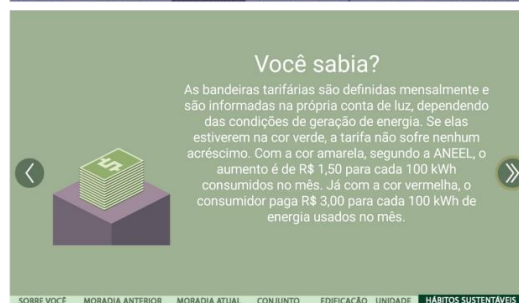 Você sabia?
As bandeiras tarifárias são definidas mensalmente e
são informadas na própria conta de luz, dependendo
das condições de geração de energia. Se elas
estiverem na cor verde, a tarifa não sofre nenhum
acréscimo. Com a cor amarela, segundo a ANEEL, o
aumento é de R$ 1,50 para cada 100 kWh
consumidos no mês. Já com a cor vermelha, o
consumidor paga R$ 3,00 para cada 100 kWh de
energia usados no mês.
SOBRE VOCÊ MORADIA ANTERIOR MORADIA ATUAL CONJUNTO EDIFICAÇÃO UNIDADE HÁBITOS SUSTENTÁVEIS